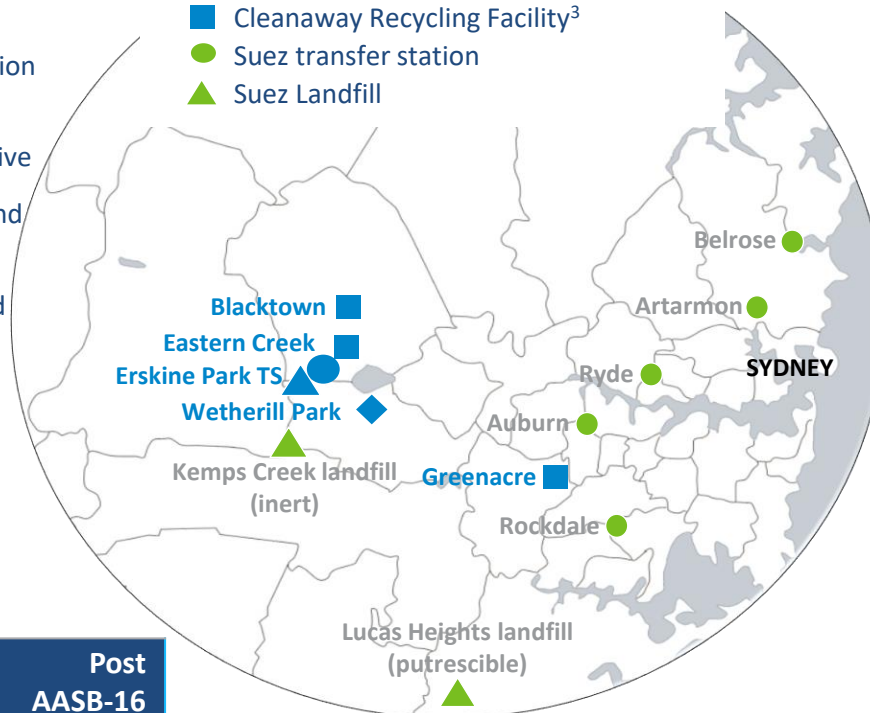 Cleanaway Recycling Facility3
Suez transfer station
Suez Landfill
Belrose
Blacktown
Artarmon
Eastern Creek
Erskine Park TS
Ryde
SYDNEY
Wetherill Park
Auburn
Kemps Creek landfill
(inert)
Greenacre
Rockdale
Lucas Heights landfill
(putrescible)
Post
AASB-16